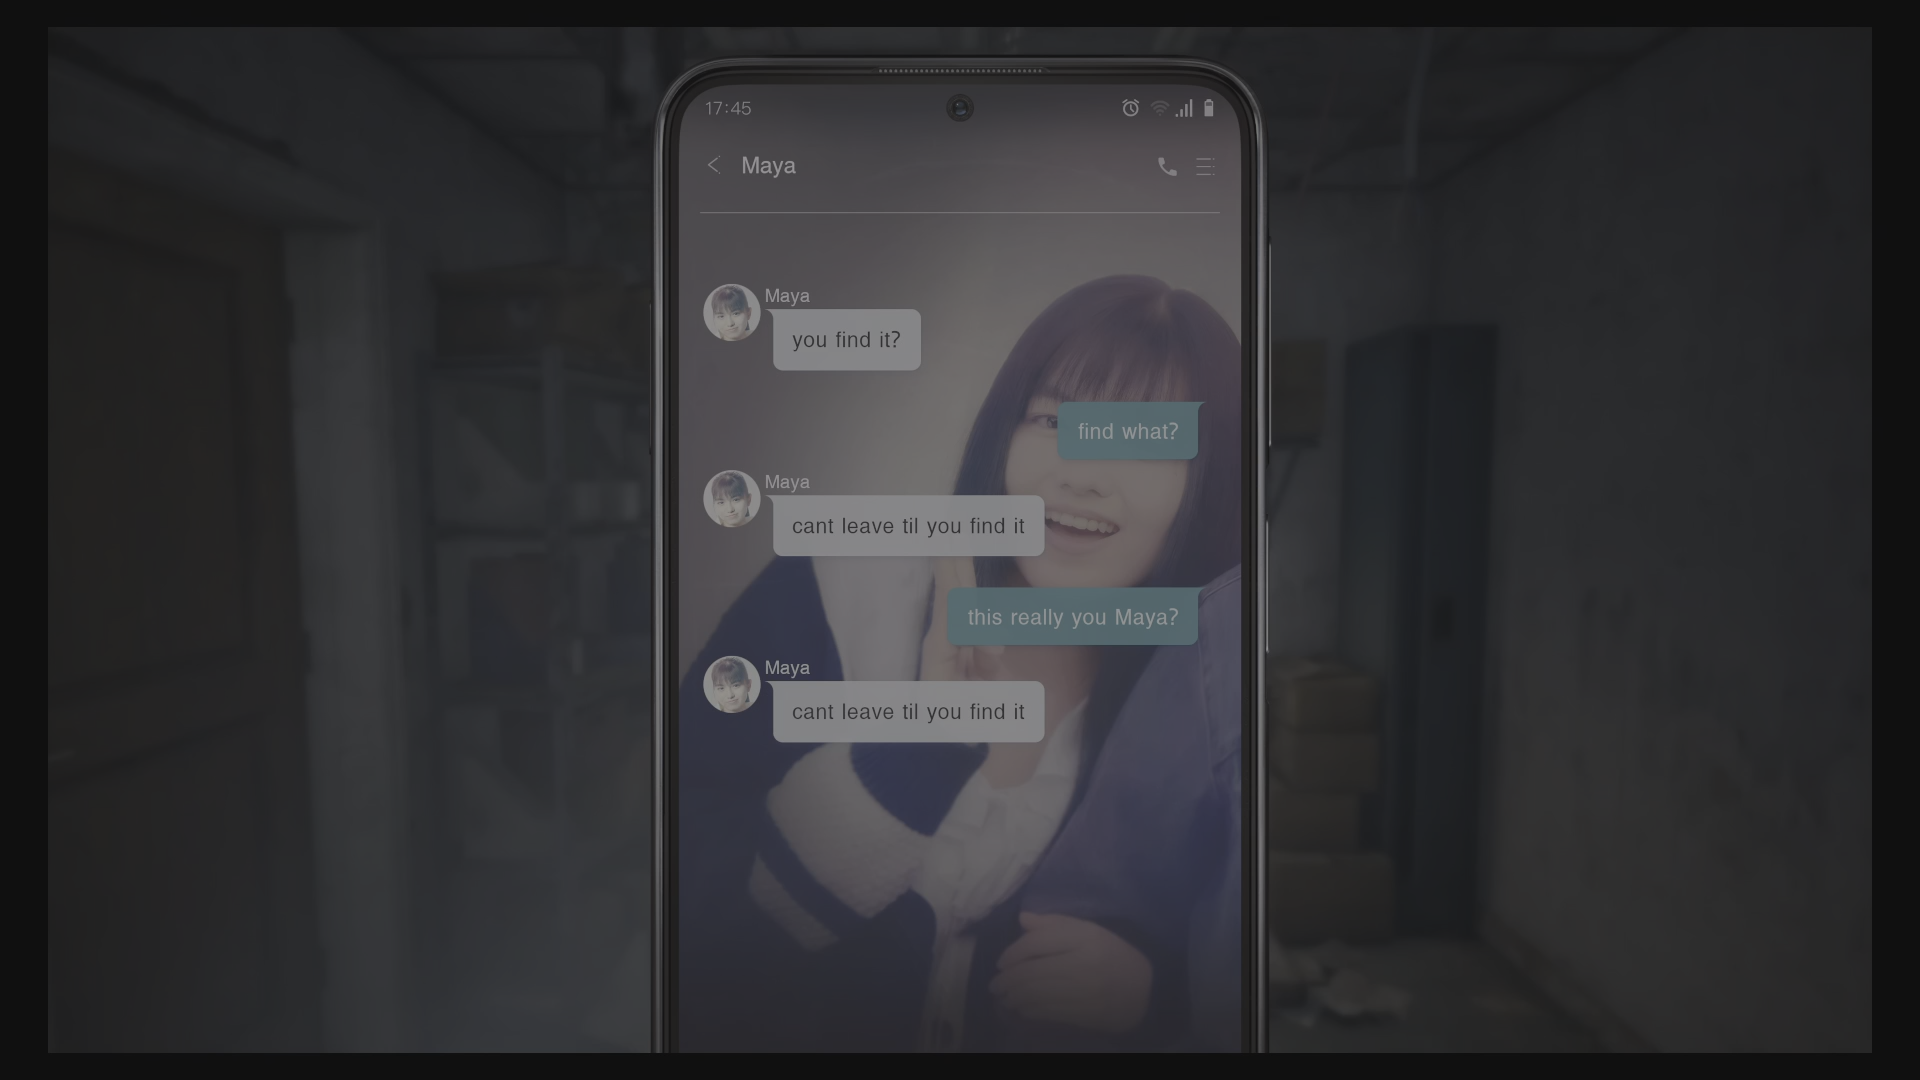 17:45
Maya
Maya
you find it?
find what?
Maya
cant leave til you find it
this really you Maya?
Maya
cant leave til you find it